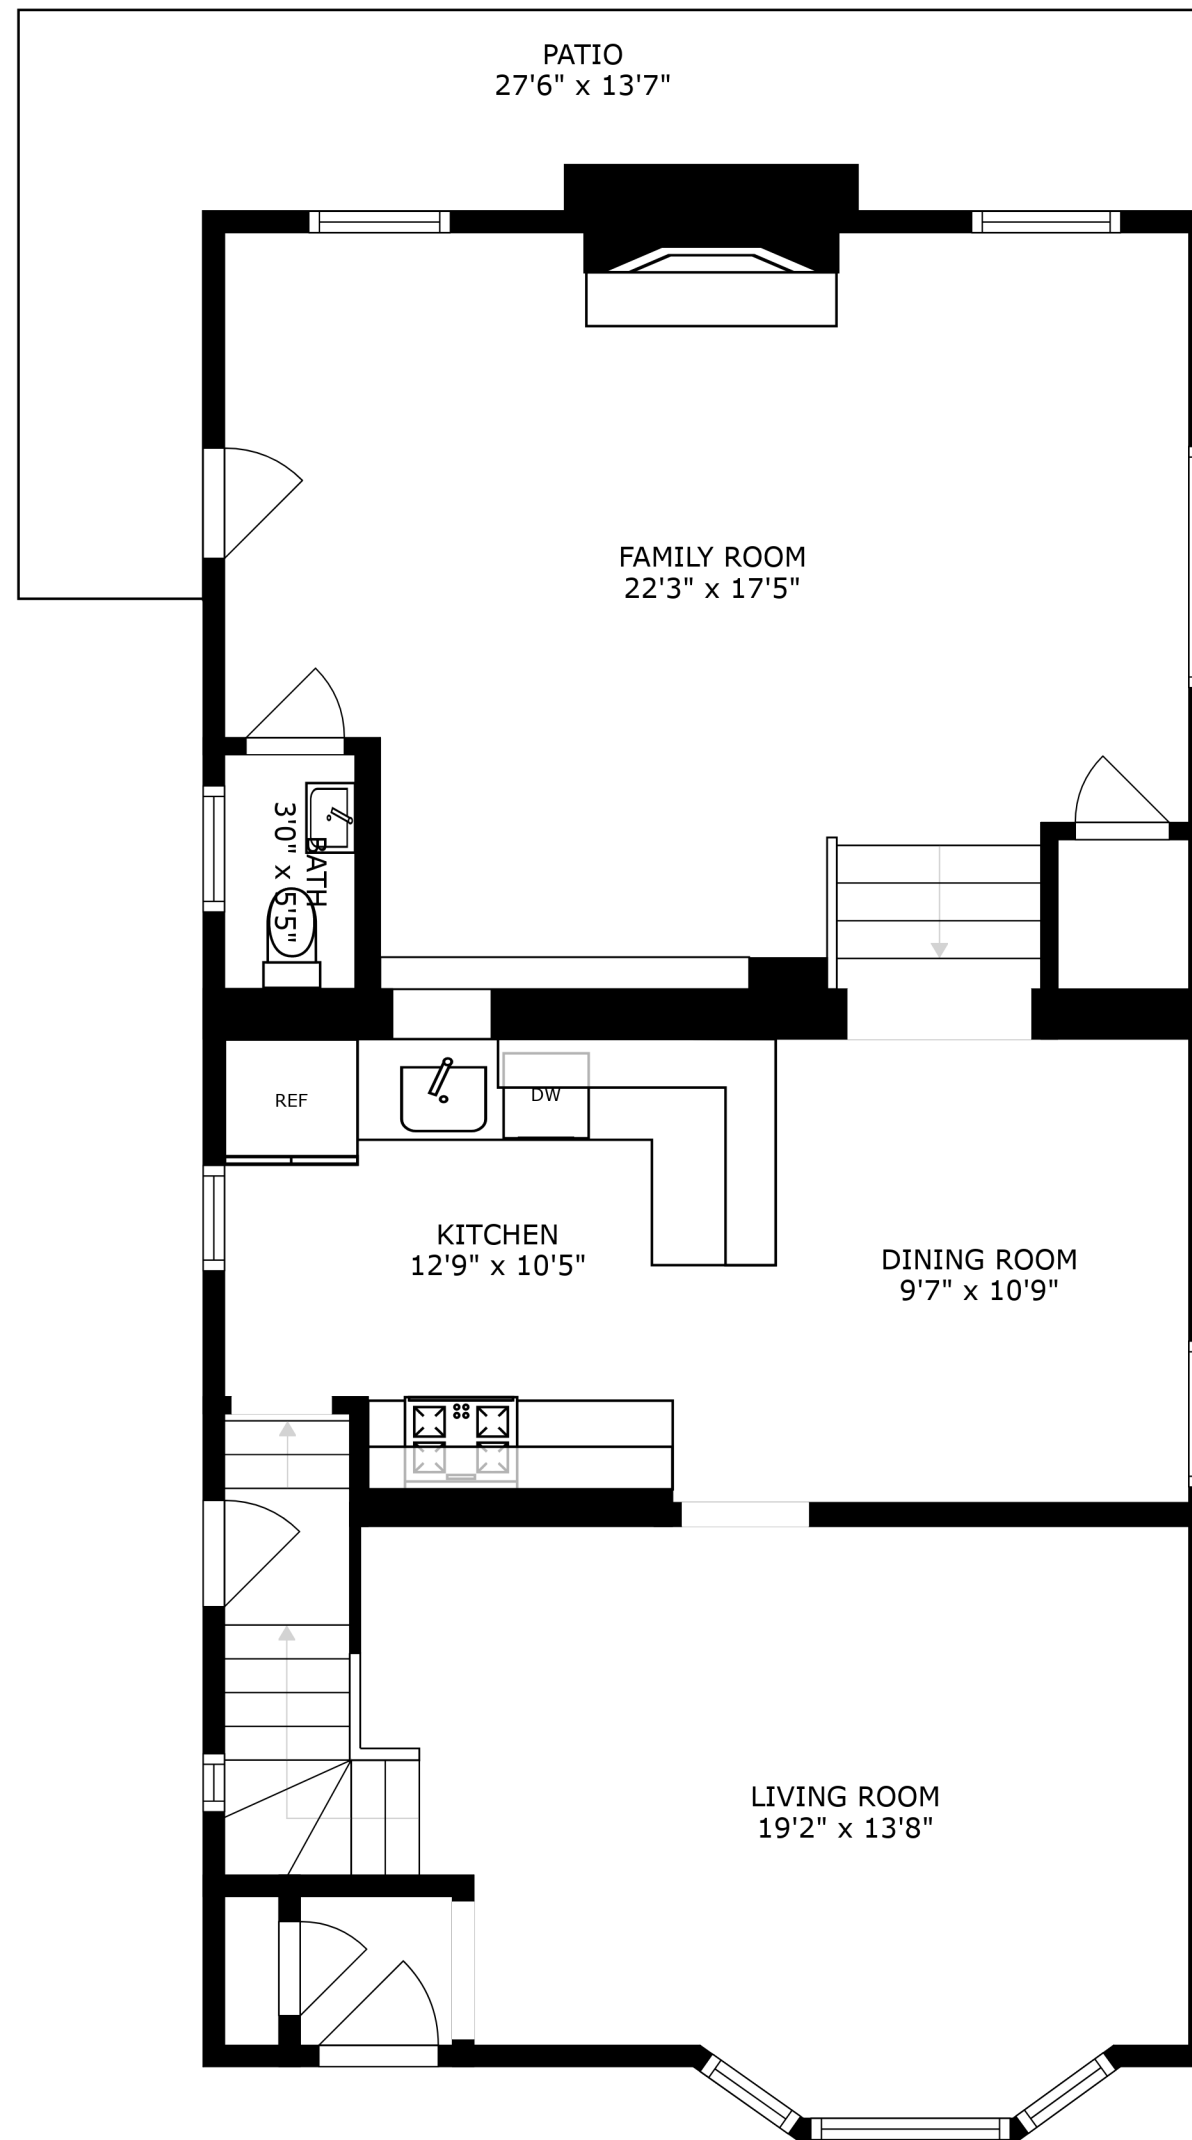 PATIO
27'6" x 13'7"
FAMILY ROOM
22'3" x 17'5"
BATH
3'0" x 5'5"
REF
DW
KITCHEN
12'9" x 10'5"
DINING ROOM
9'7" x 10'9"
LIVING ROOM
19'2" x 13'8"